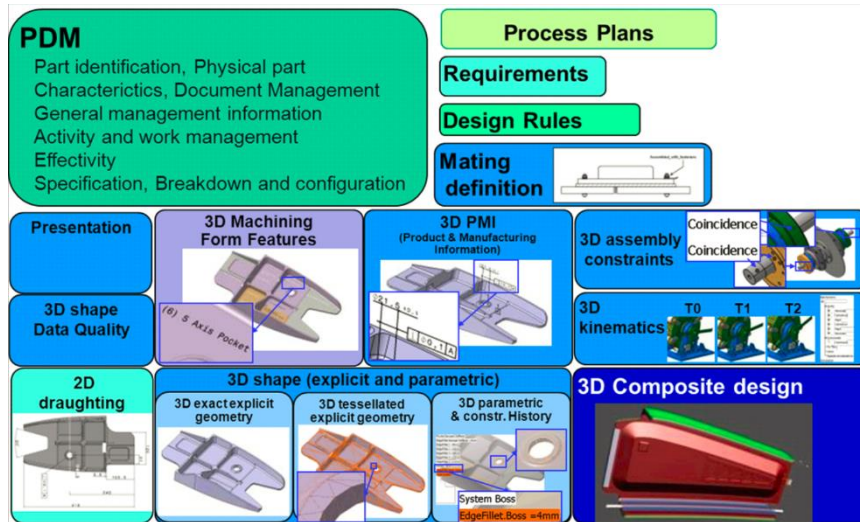 PDM
Part identification, Physical part
Characterictics, Document Management
General management information
Activity and work management
Effectivity
Specification, Breakdown and configuration
Process Plans
Requirements
Design Rules
Mating
definition
Presentation
3D Machining
Form Features
(6) 5 Axis Pocket
3D PMI
(Product & Manufacturing
Information)
3D assembly
constraints
Coincidence
Coincidence
3D shape
Data Quality
3D
kinematics
T0
T1
T2
2D
draughting
3D shape (explicit and parametric)
3D exact explicit
geometry
3D tessellated
explicit geometry
3D parametric
& constr. History
System Boss
EdgeFillet.Boss =4mm
3D Composite design